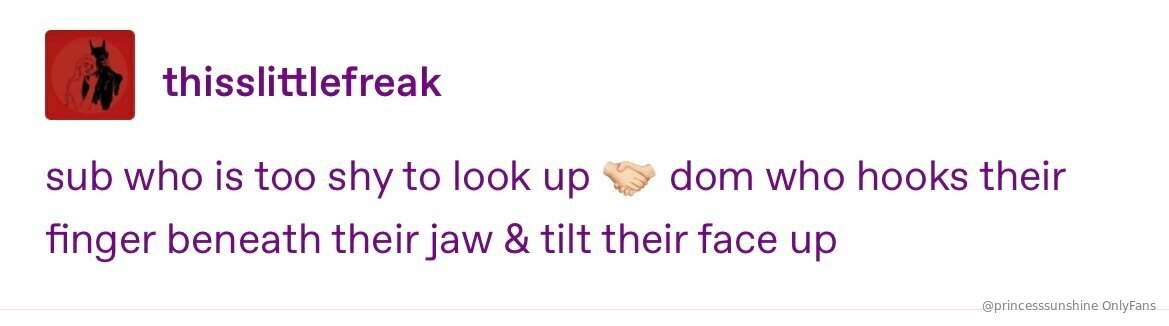 thisslittlefreak
sub who is too shy to look up 🤝🏻 dom who hooks their
finger beneath their jaw & tilt their face up
@princesssunshine OnlyFans